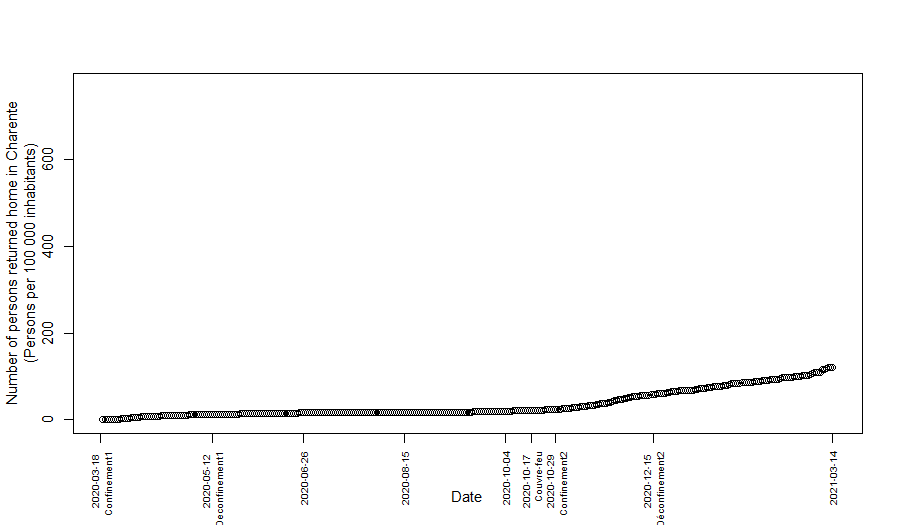 Number of persons returned home in Charente
(Persons per 100 000 inhabitants)
600
400
200
0
2020-03-18
Confinement1
2020-05-12
Deconfinement1
2020-06-26
2020-08-15
2020-10-04
2020-10-17
Couvre-feu
2020-10-29
Confinement2
2020-12-15
Déconfinement2
2021-03-14
Date